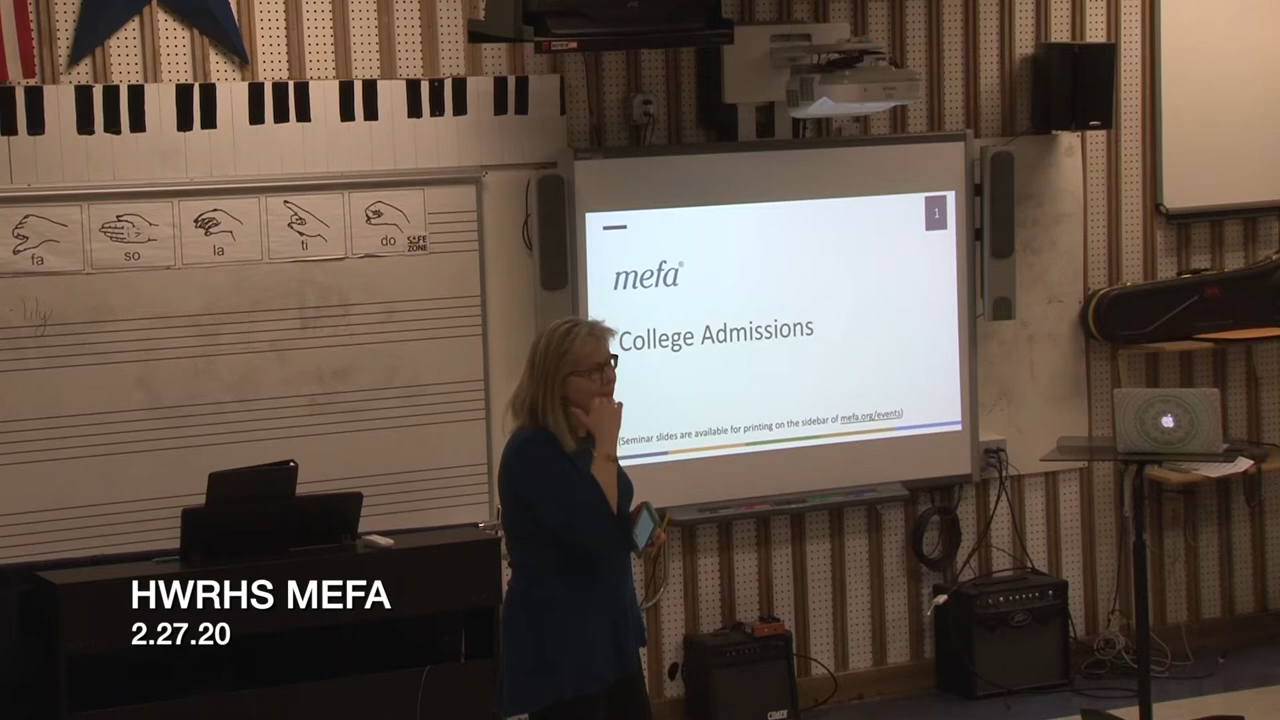 fa
so
la
ti
do
SAFE
ZONE
lily
1
mefa®
College Admissions
(Seminar slides are available for printing on the sidebar of mefa.org/events)
HWRHS MEFA
2.27.20